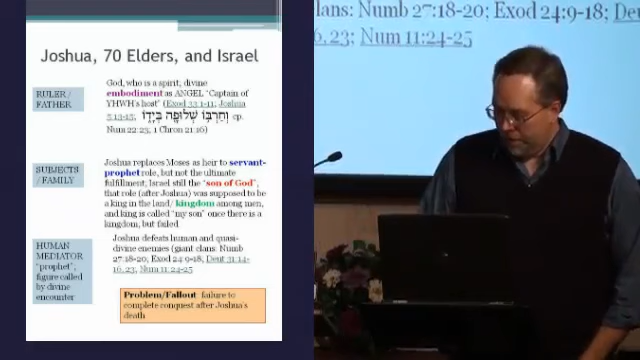 Joshua, 70 Elders, and Israel
RULER /
FATHER
God, who is a spirit; divine
embodiment as ANGEL "Captain of
YHWH's host" (Exod 33:1-11; Joshua
5:13-15; וְחַרְבּוֹ שְׁלוּפָה בְּיָדוֹ cp.
Num 22:23; 1 Chron 21:16)
SUBJECTS
/ FAMILY
Joshua replaces Moses as heir to servant-
prophet role, but not the ultimate
fulfillment; Israel still the "son of God",
that role (after Joshua) was supposed to be
a king in the land/ kingdom among men,
and king is called "my son" once there is a
kingdom, but failed
HUMAN
MEDIATOR
"prophet",
figure called
by divine
encounter
Joshua defeats human and quasi-
divine enemies (giant clans: Numb
27:18-20; Exod 24:9-18; Deut 31:14-
16, 23; Num 11:24-25
Problem/Fallout: failure to
complete conquest after Joshua's
death
clans: Numb 27:18-20; Exod 24:9-18; Deu
6, 23; Num 11:24-25